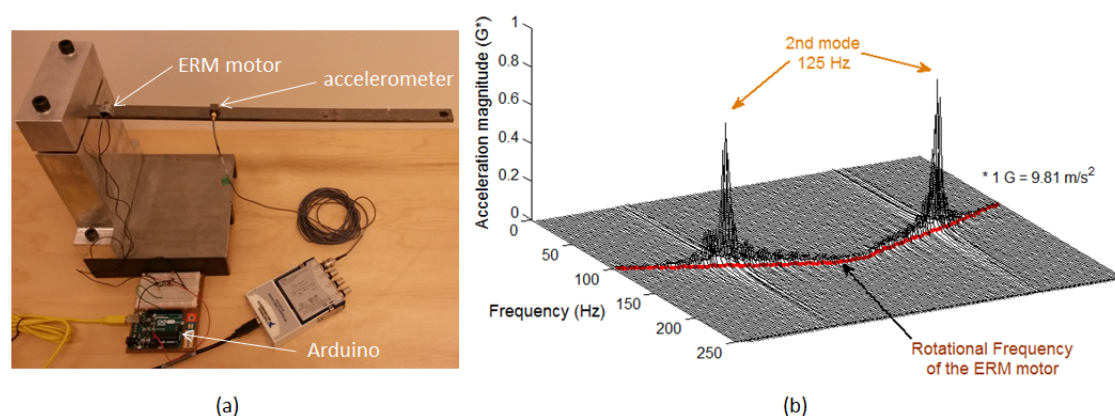 ERM motor
accelerometer
Arduino
(a)
Acceleration magnitude (G*)
1
0.8
0.6
0.4
0.2
0
0
50
100
150
200
250
Frequency (Hz)
2nd mode
125 Hz
* 1 G = 9.81 m/s²
Rotational Frequency
of the ERM motor
(b)